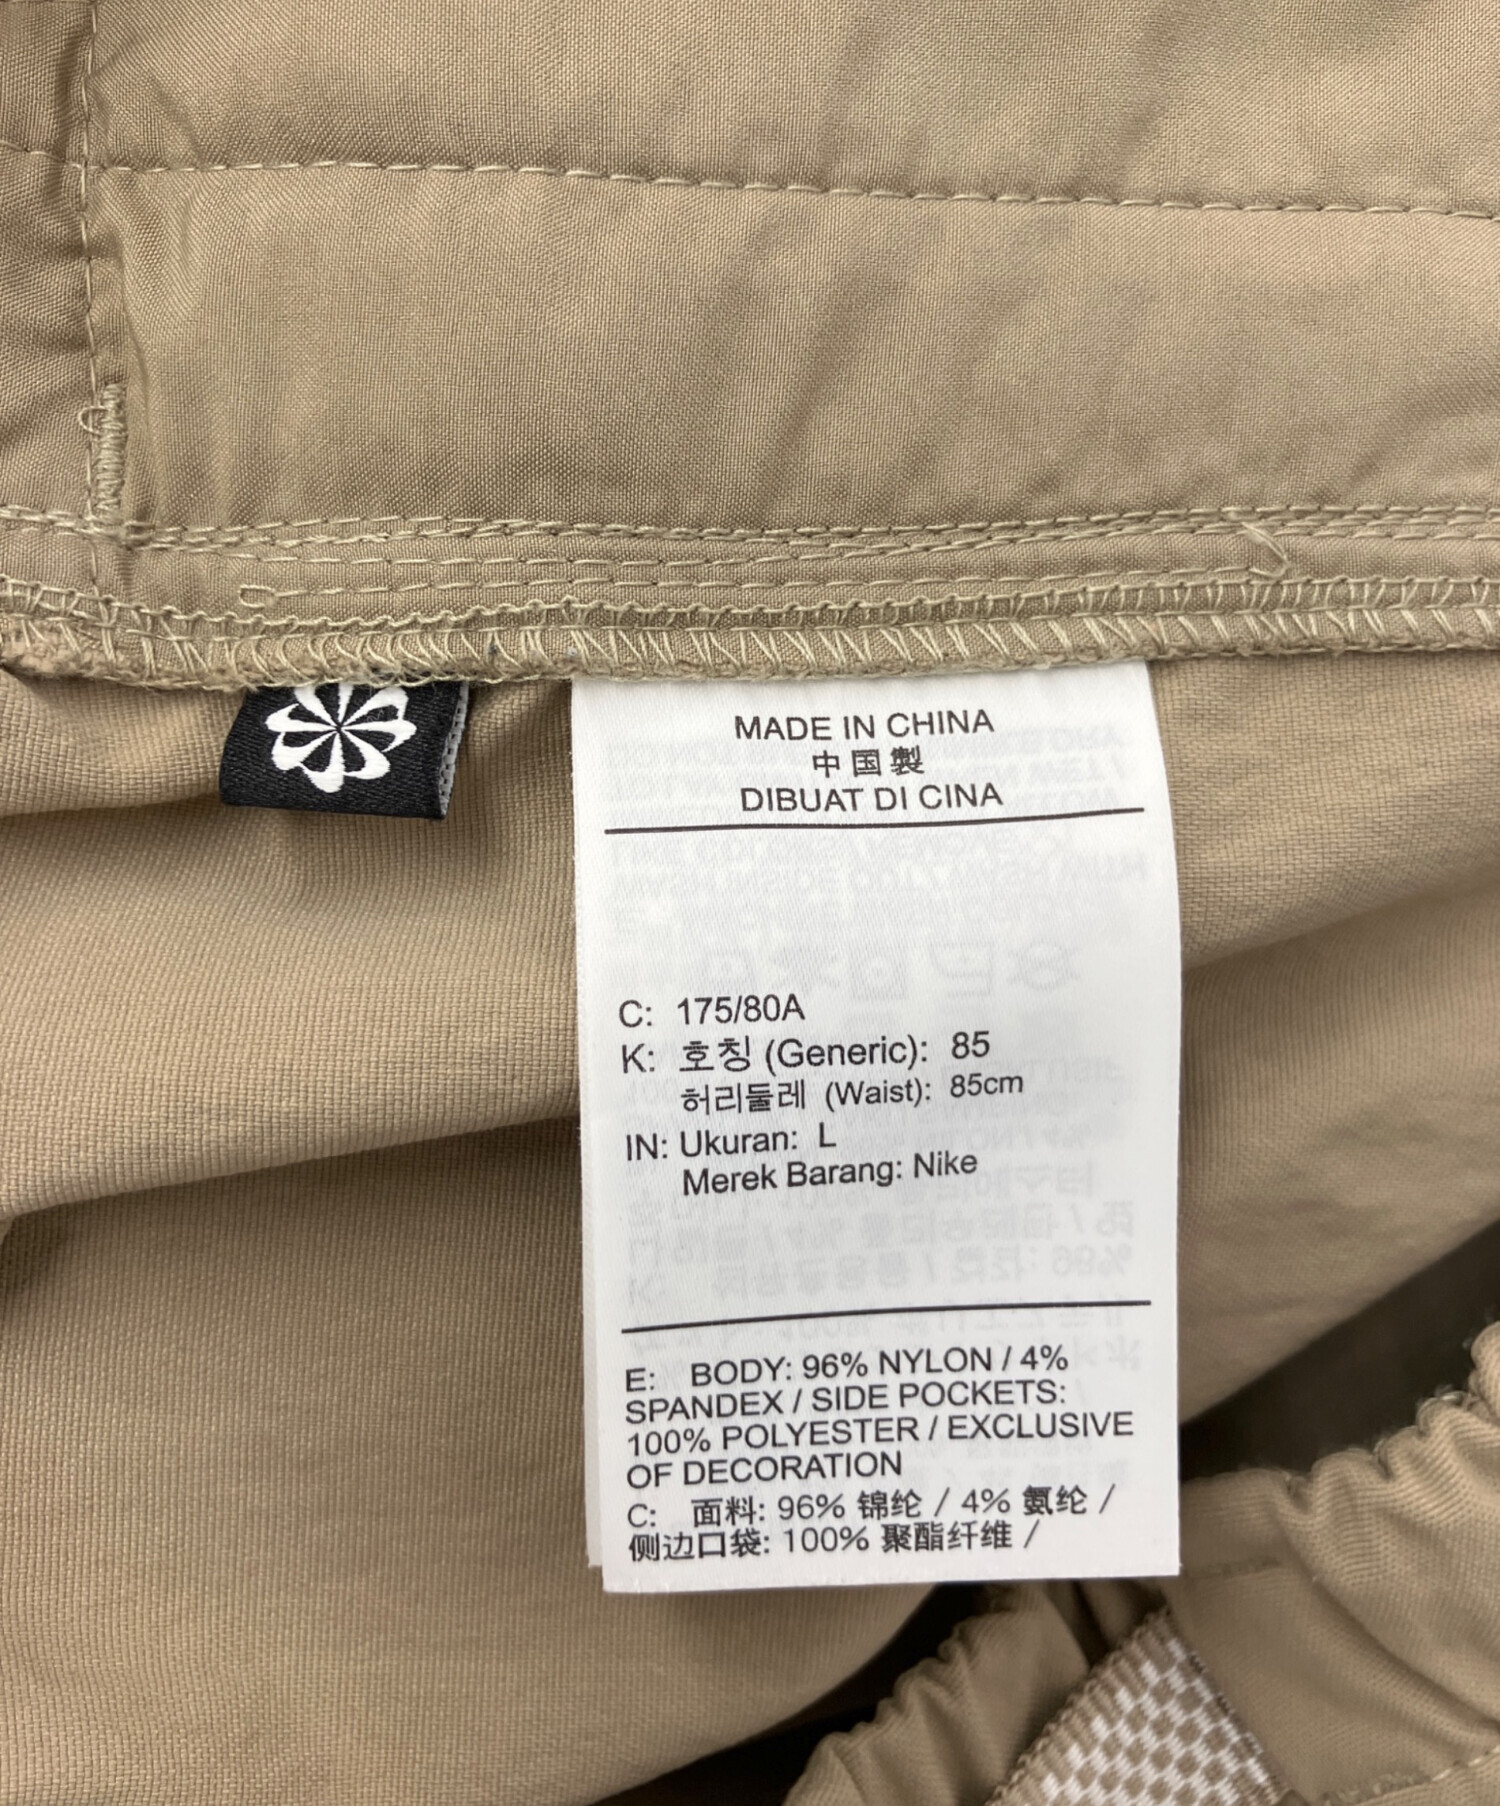 MADE IN CHINA
中国製
DIBUAT DI CINA
C: 175/80A
K: 호칭 (Generic): 85
허리둘레 (Waist): 85cm
IN: Ukuran: L
Merek Barang: Nike
E: BODY: 96% NYLON / 4%
SPANDEX / SIDE POCKETS:
100% POLYESTER / EXCLUSIVE
OF DECORATION
C: 面料: 96% 锦纶 / 4% 氨纶 /
侧边口袋: 100% 聚酯纤维 /